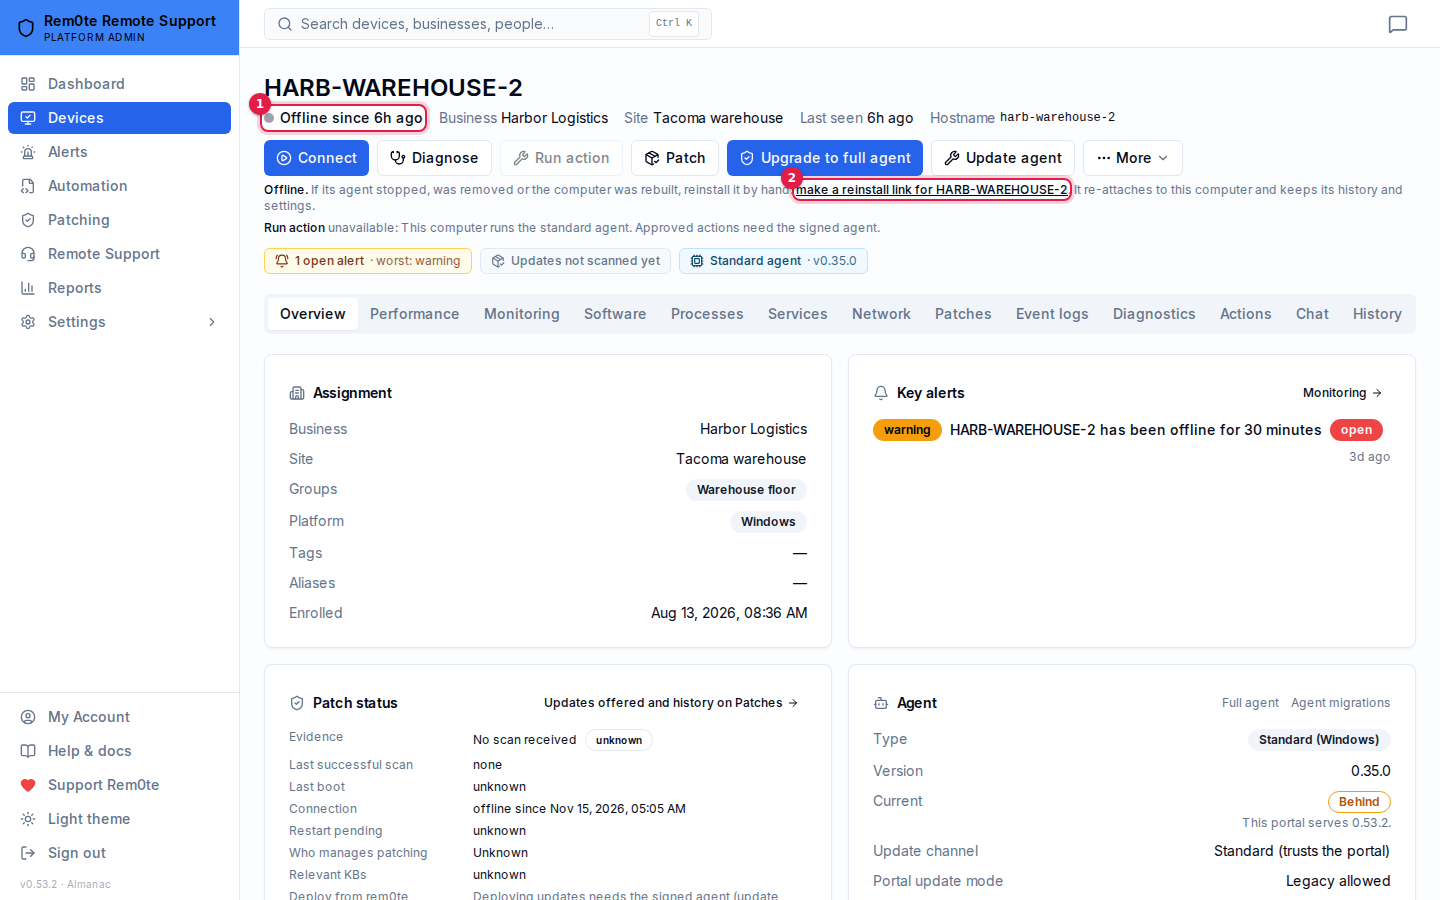 Rem0te Remote Support
PLATFORM ADMIN
Search devices, businesses, people…
Ctrl K
Dashboard
Devices
Alerts
Automation
Patching
Remote Support
Reports
Settings
My Account
Help & docs
Support Rem0te
Light theme
Sign out
v0.53.2 · Almanac
HARB-WAREHOUSE-2
1
Offline since 6h ago Business Harbor Logistics Site Tacoma warehouse Last seen 6h ago Hostname harb-warehouse-2
Connect Diagnose Run action Patch Upgrade to full agent Update agent More
2
Offline. If its agent stopped, was removed or the computer was rebuilt, reinstall it by hand: make a reinstall link for HARB-WAREHOUSE-2. It re-attaches to this computer and keeps its history and
settings.
Run action unavailable: This computer runs the standard agent. Approved actions need the signed agent.
1 open alert · worst: warning Updates not scanned yet Standard agent · v0.35.0
Overview Performance Monitoring Software Processes Services Network Patches Event logs Diagnostics Actions Chat History
Assignment
Business Harbor Logistics
Site Tacoma warehouse
Groups Warehouse floor
Platform Windows
Tags —
Aliases —
Enrolled Aug 13, 2026, 08:36 AM
Key alerts Monitoring →
warning HARB-WAREHOUSE-2 has been offline for 30 minutes open
3d ago
Patch status Updates offered and history on Patches →
Evidence No scan received unknown
Last successful scan none
Last boot unknown
Connection offline since Nov 15, 2026, 05:05 AM
Restart pending unknown
Who manages patching Unknown
Relevant KBs unknown
Deploy from rem0te Deploying updates needs the signed agent (update
Agent Full agent Agent migrations
Type Standard (Windows)
Version 0.35.0
Current Behind
This portal serves 0.53.2.
Update channel Standard (trusts the portal)
Portal update mode Legacy allowed